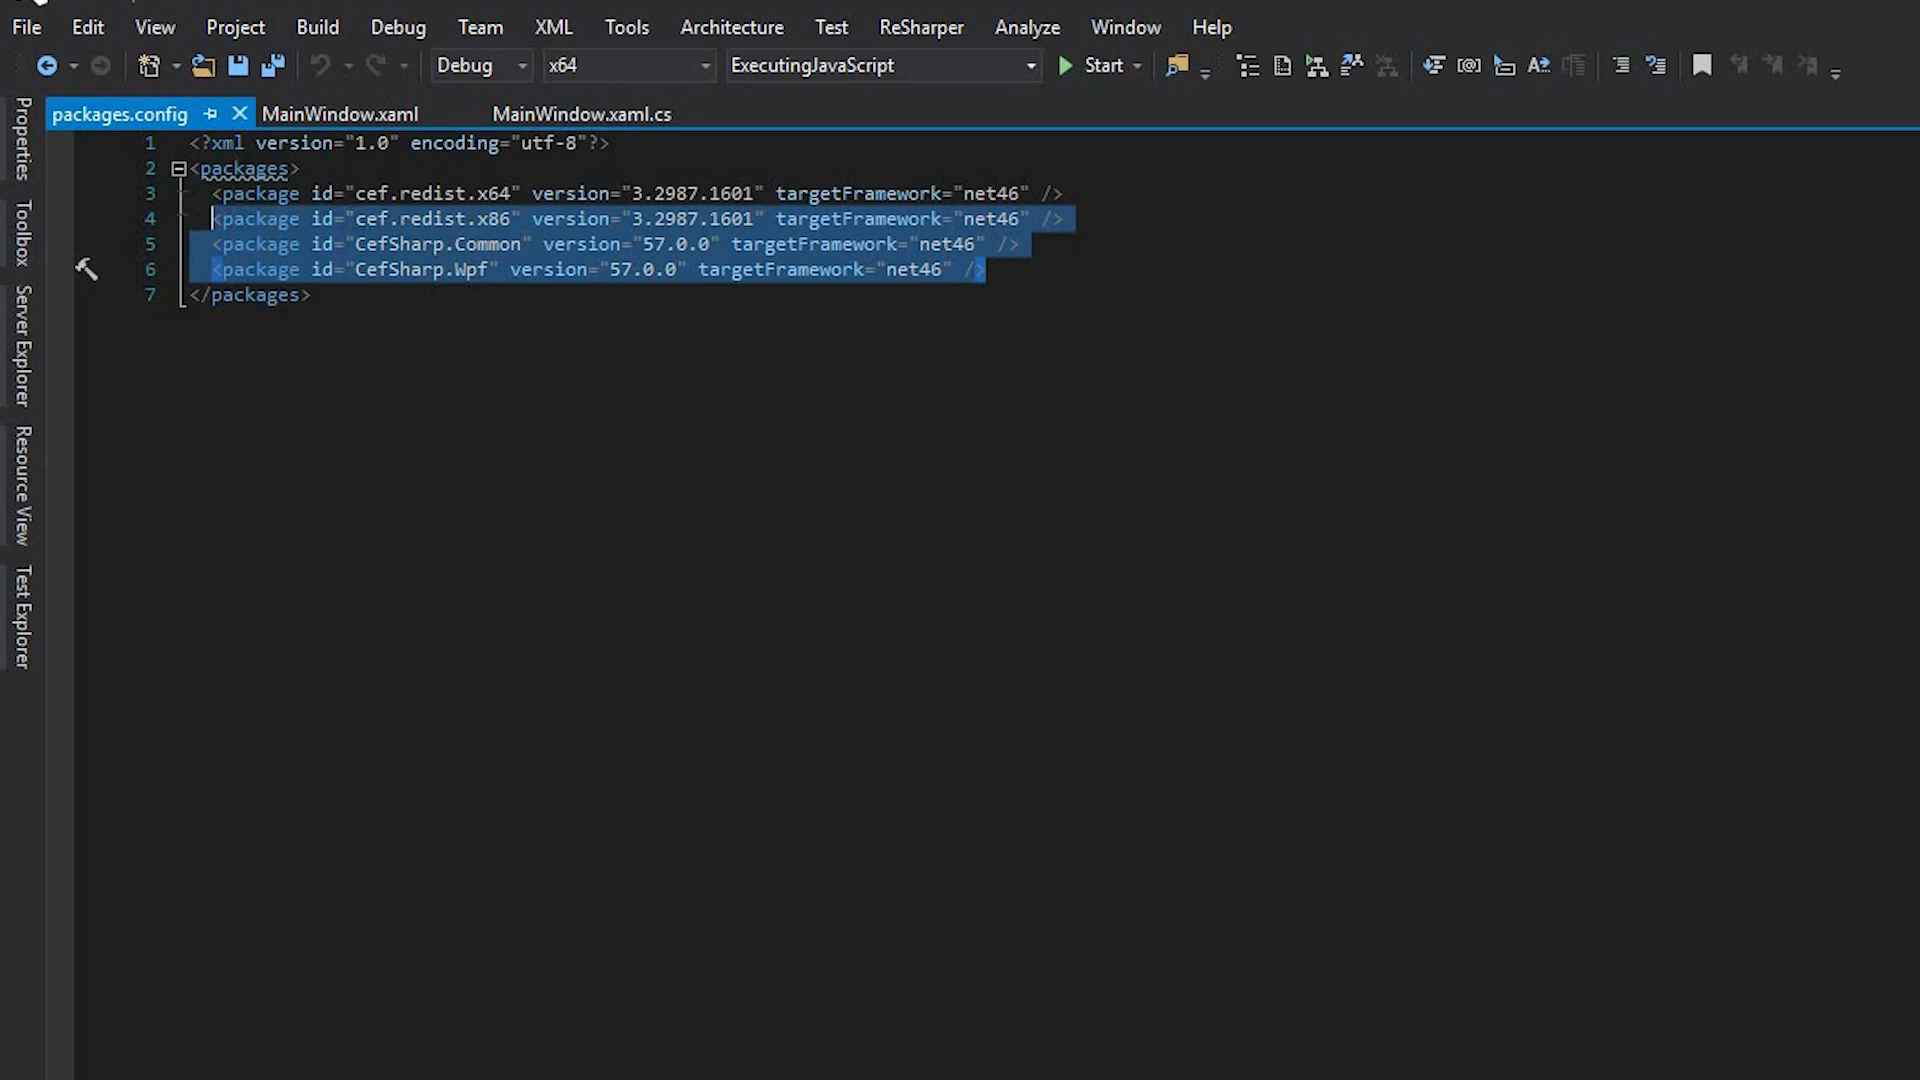 File Edit View Project Build Debug Team XML Tools Architecture Test ReSharper Analyze Window Help
Debug x64 ExecutingJavaScript Start
packages.config MainWindow.xaml MainWindow.xaml.cs
1 <?xml version="1.0" encoding="utf-8"?>
2 <packages>
3 <package id="cef.redist.x64" version="3.2987.1601" targetFramework="net46" />
4 <package id="cef.redist.x86" version="3.2987.1601" targetFramework="net46" />
5 <package id="CefSharp.Common" version="57.0.0" targetFramework="net46" />
6 <package id="CefSharp.Wpf" version="57.0.0" targetFramework="net46" />
7 </packages>
Properties
Toolbox
Server Explorer
Resource View
Test Explorer